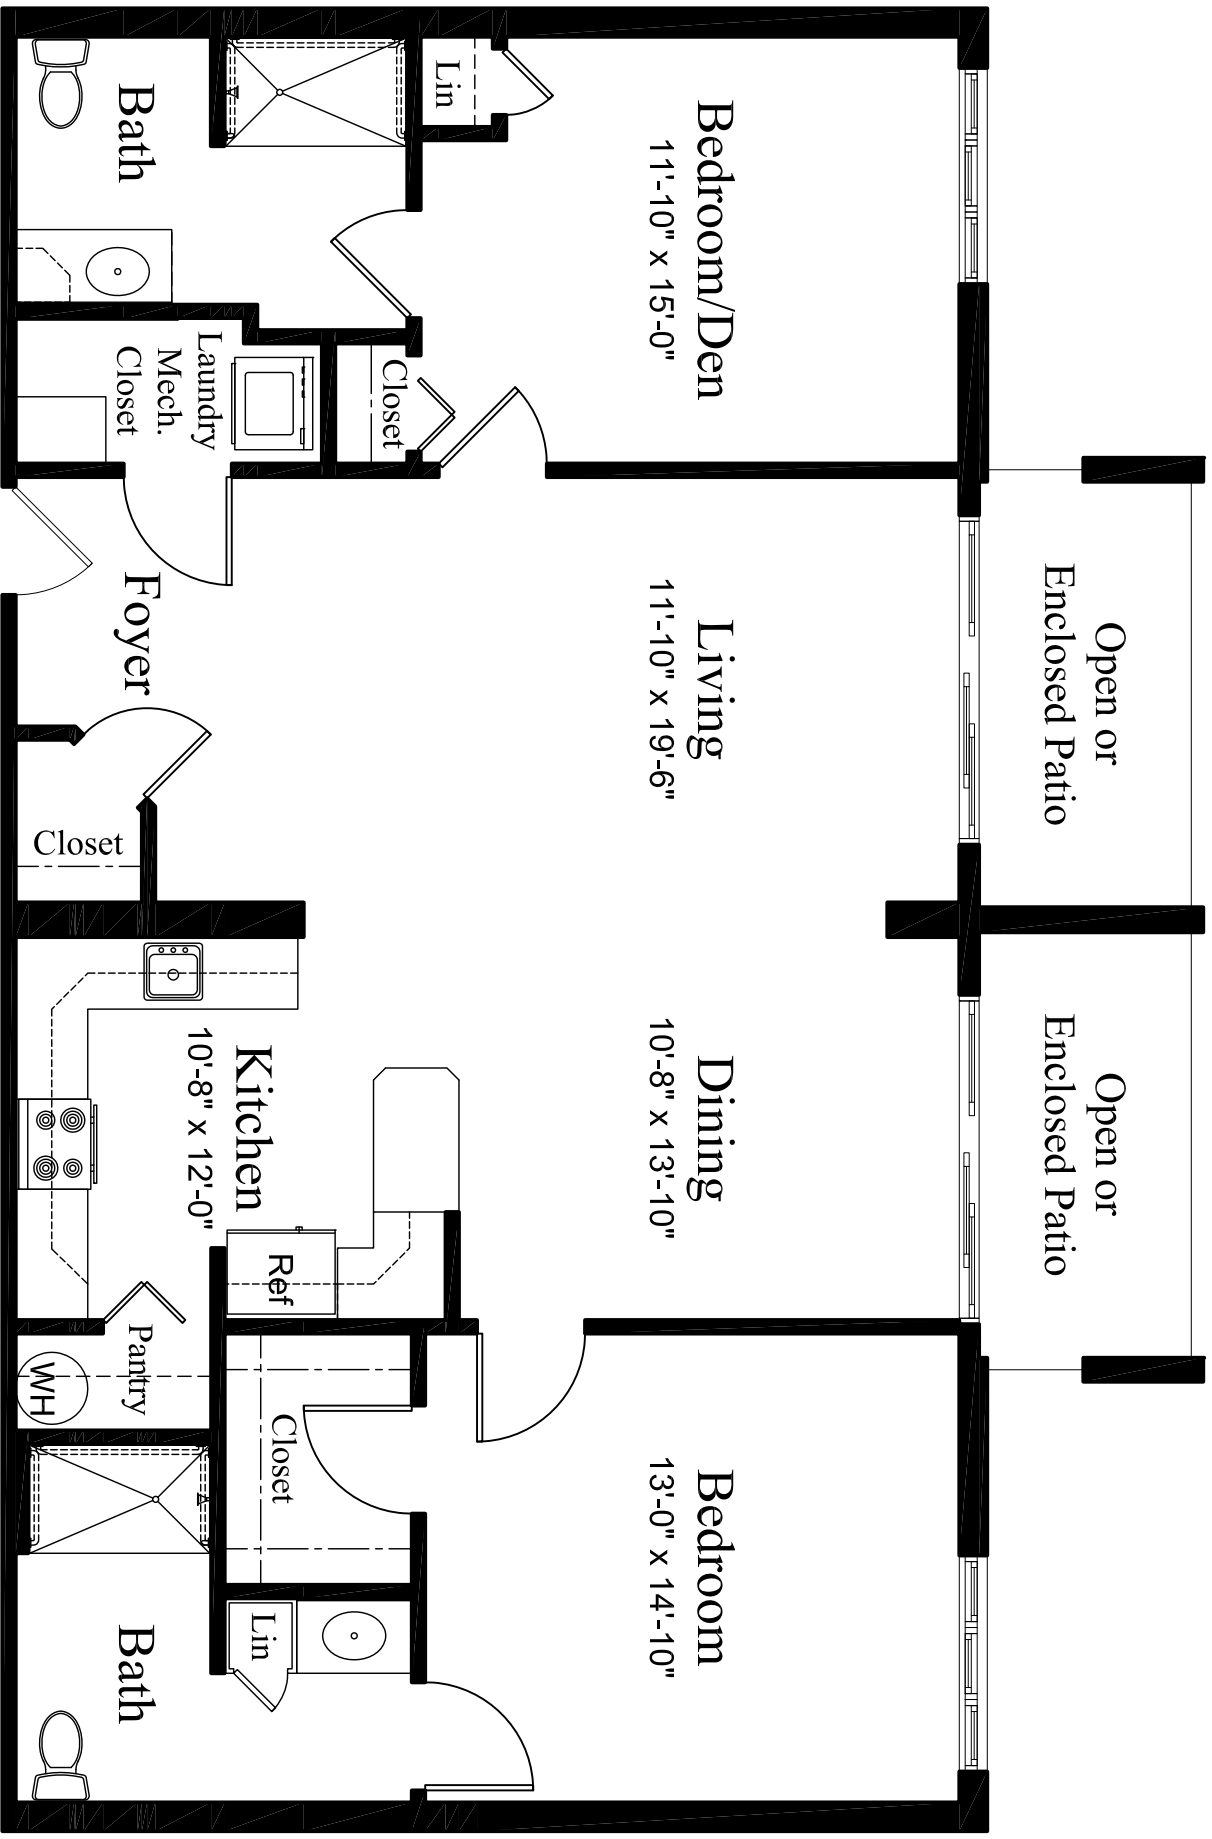 Open or
Enclosed Patio
Open or
Enclosed Patio
Bedroom/Den
11'-10" x 15'-0"
Living
11'-10" x 19'-6"
Dining
10'-8" x 13'-10"
Bedroom
13'-0" x 14'-10"
Lin
Bath
Closet
Laundry
Mech.
Closet
Foyer
Closet
Kitchen
10'-8" x 12'-0"
Ref
Pantry
WH
Closet
Lin
Bath